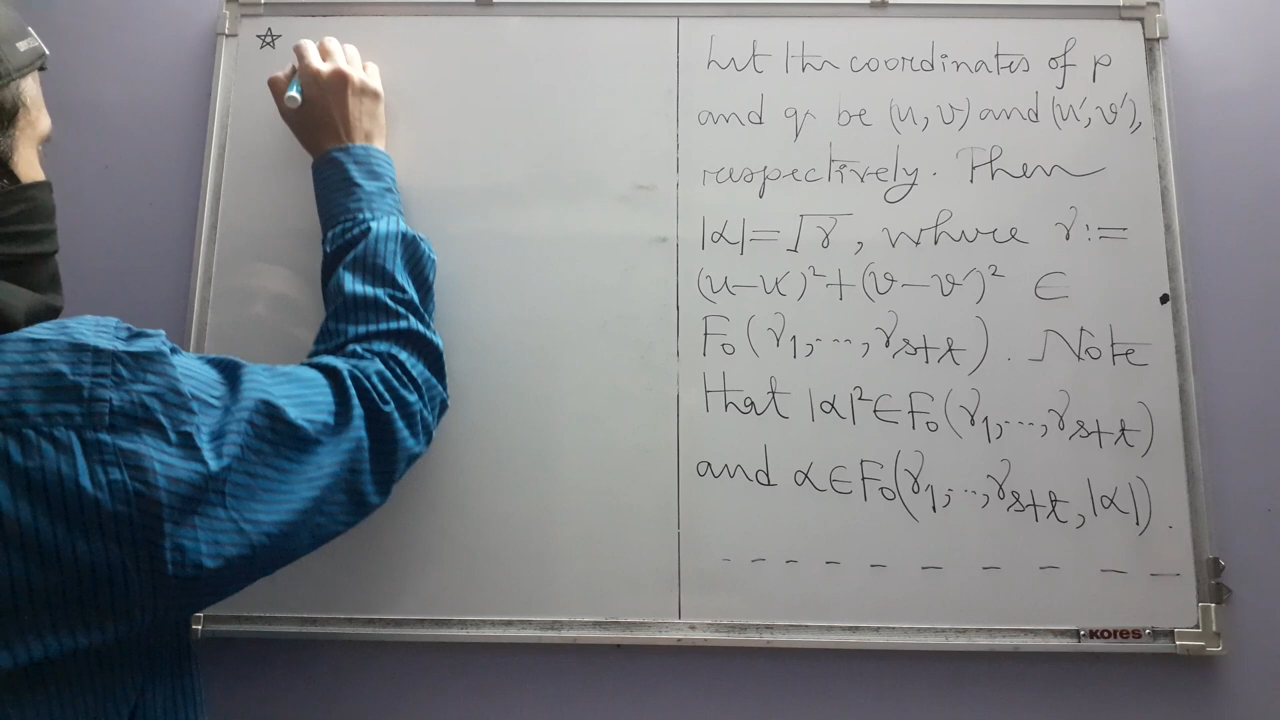 ☆
Let the coordinates of p
and q be (u, v) and (u', v'),
respectively. Then
|α| = √γ, where γ :=
(u-u')²+(v-v')² ∈
F₀(γ₁, ..., γₛ₊ₜ). Note
that |α|² ∈ F₀(γ₁, ..., γₛ₊ₜ)
and α ∈ F₀(γ₁, ..., γₛ₊ₜ, |α|).
KORES